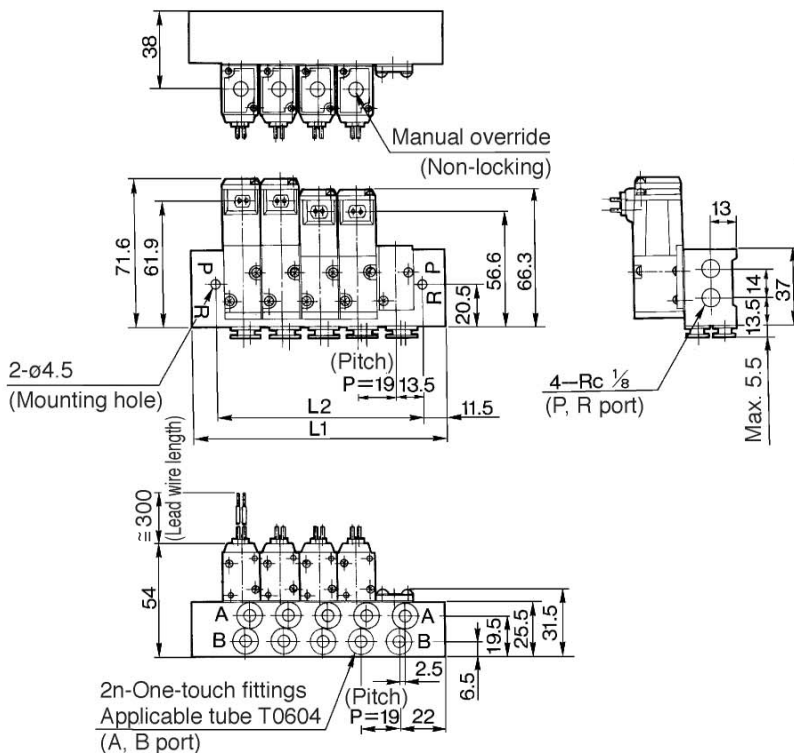 38
Manual override
(Non-locking)
71.6
61.9
P
R
P
R
20.5
56.6
66.3
13
14
13.5
37
Max. 5.5
2-ø4.5
(Mounting hole)
(Pitch)
P=19
13.5
L2
11.5
L1
4-Rc 1/8
(P, R port)
≅300
(Lead wire length)
54
A
A
B
B
2.5
6.5
19.5
25.5
31.5
2n-One-touch fittings
Applicable tube T0604
(A, B port)
(Pitch)
P=19
22